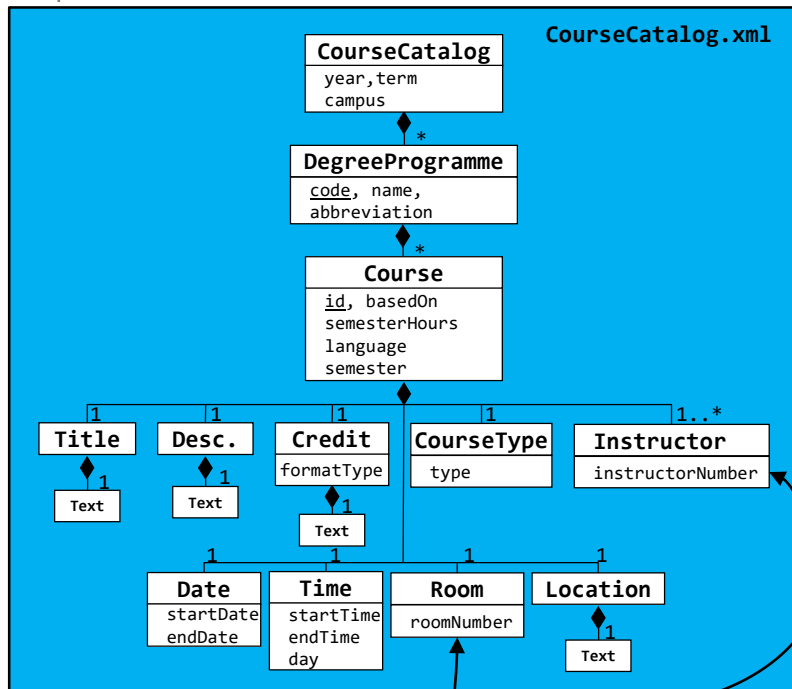 CourseCatalog.xml
CourseCatalog
year,term
campus
*
DegreeProgramme
code, name,
abbreviation
*
Course
id, basedOn
semesterHours
language
semester
1 1 1 1 1..*
Title Desc. Credit CourseType Instructor
formatType type instructorNumber
1 1 1
Text Text Text
1 1 1 1
Date Time Room Location
startDate startTime roomNumber
endDate endTime
day
1
Text